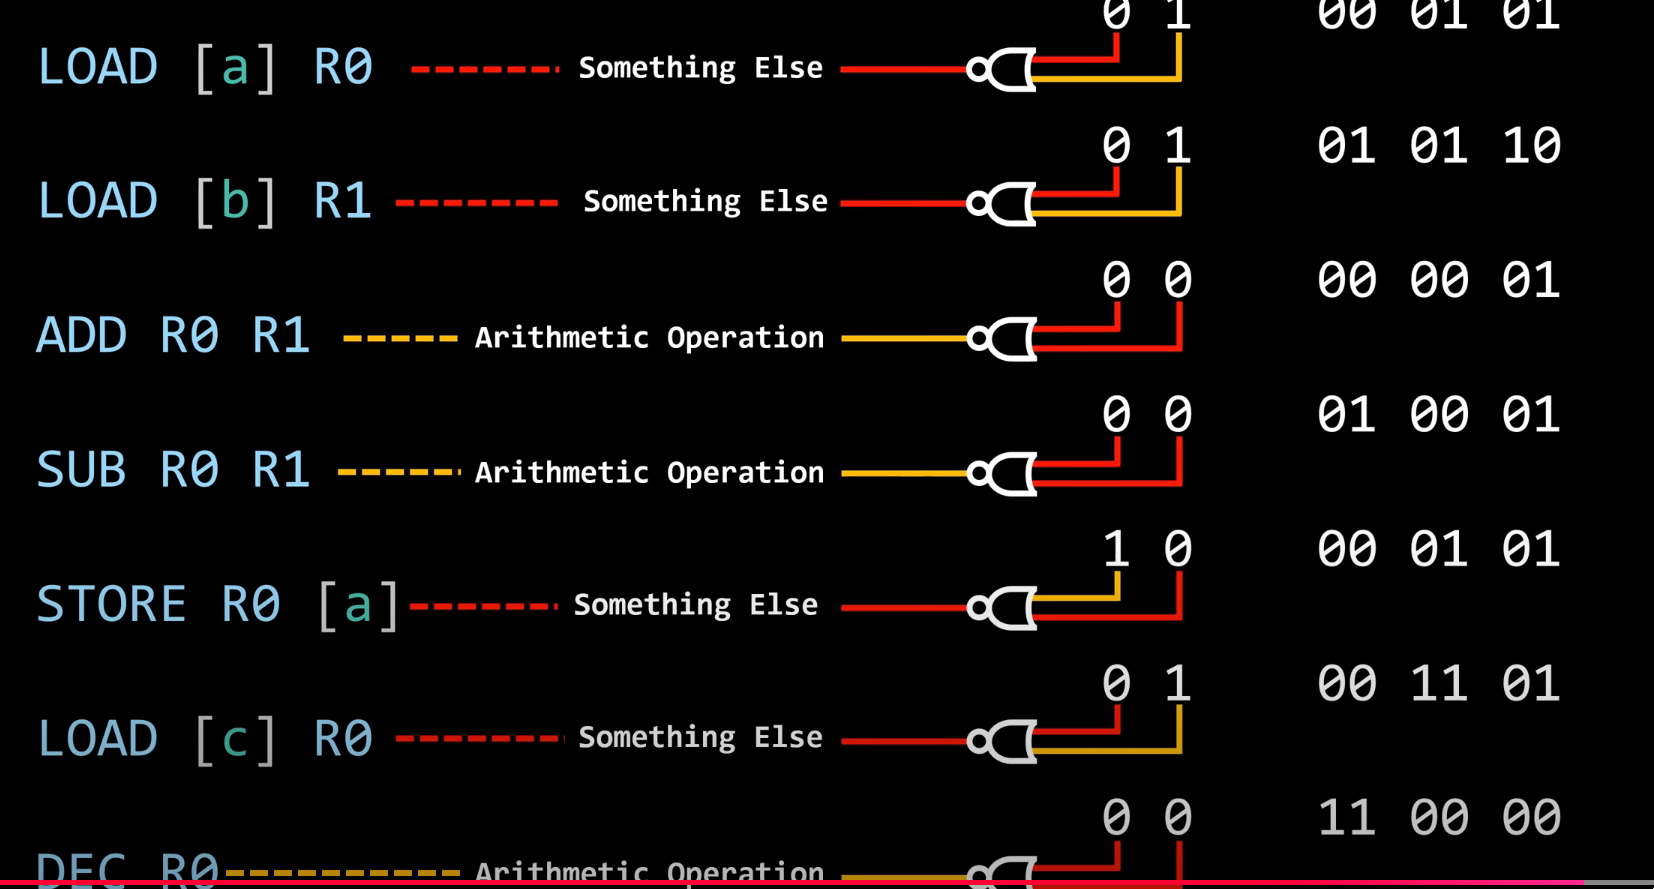 0 1 00 01 01
LOAD [a] R0 Something Else
0 1 01 01 10
LOAD [b] R1 Something Else
0 0 00 00 01
ADD R0 R1 Arithmetic Operation
0 0 01 00 01
SUB R0 R1 Arithmetic Operation
1 0 00 01 01
STORE R0 [a] Something Else
0 1 00 11 01
LOAD [c] R0 Something Else
0 0 11 00 00
DEC R0 Arithmetic Operation